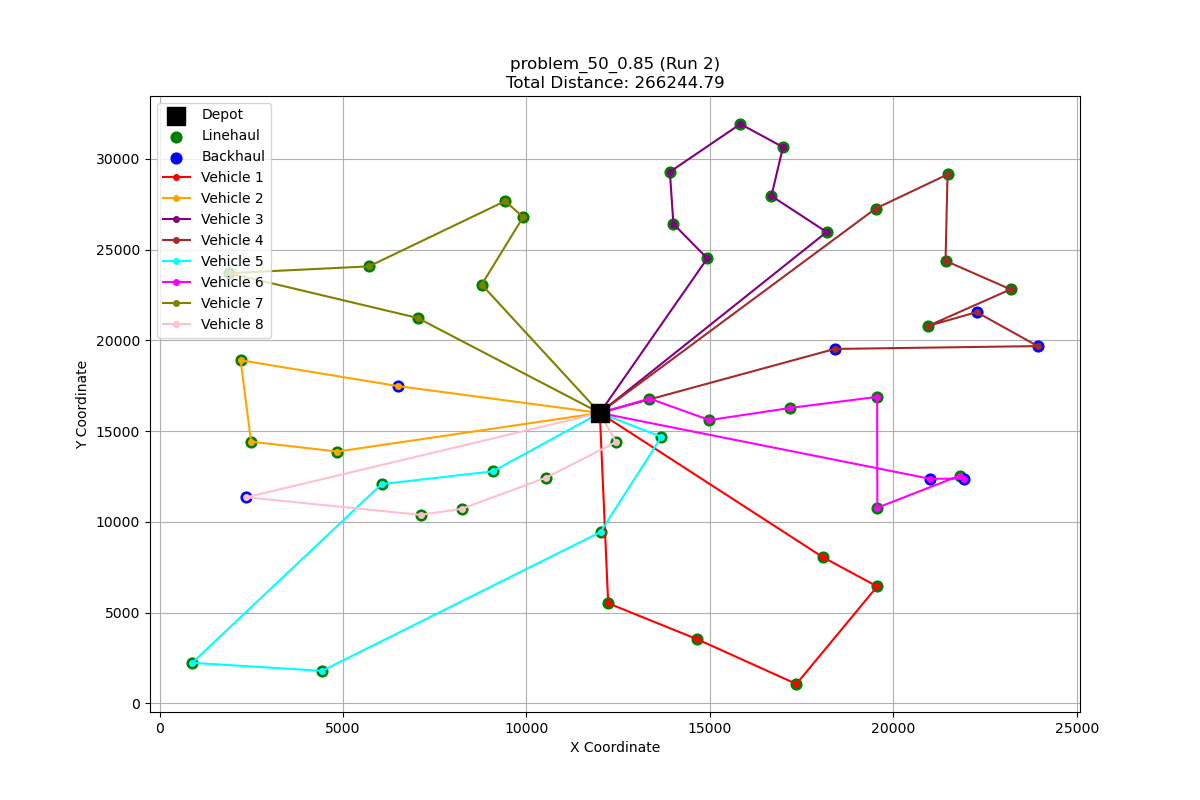 problem_50_0.85 (Run 2)
Total Distance: 266244.79
Depot
Linehaul
Backhaul
Vehicle 1
Vehicle 2
Vehicle 3
Vehicle 4
Vehicle 5
Vehicle 6
Vehicle 7
Vehicle 8
Y Coordinate
30000
25000
20000
15000
10000
5000
0
0 5000 10000 15000 20000 25000
X Coordinate